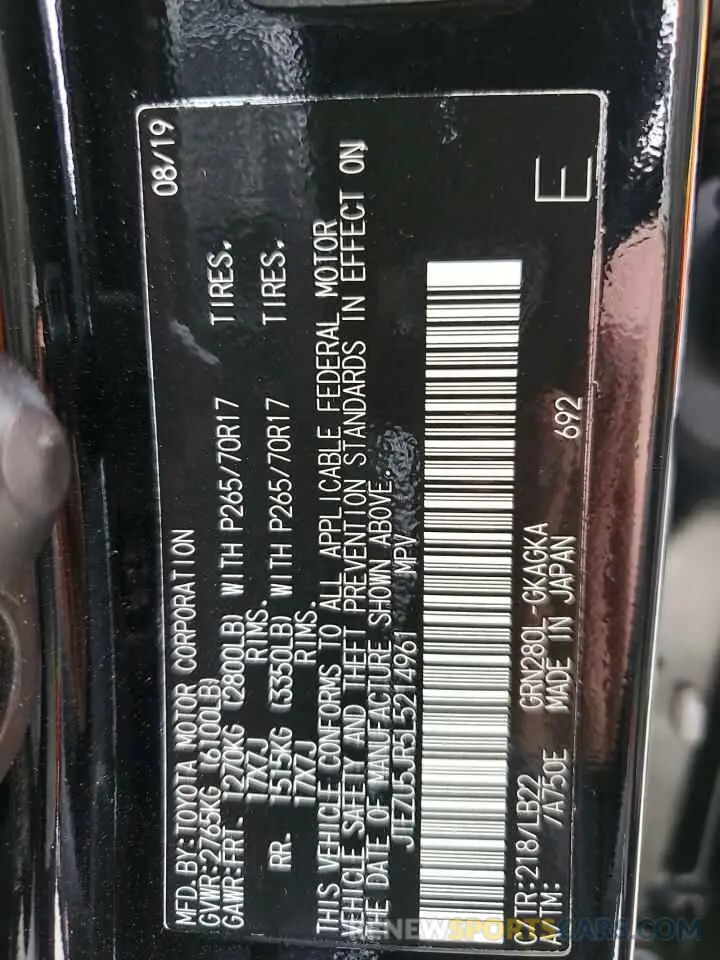 MFD. BY: TOYOTA MOTOR CORPORATION 08/19
GVWR: 2765KG (6100LB)
GAWR: FRT. 1270KG (2800LB) WITH P265/70R17 TIRES.
17X7J RIMS.
RR. 1515KG (3350LB) WITH P265/70R17 TIRES.
17X7J RIMS.
THIS VEHICLE CONFORMS TO ALL APPLICABLE FEDERAL MOTOR
VEHICLE SAFETY AND THEFT PREVENTION STANDARDS IN EFFECT ON
THE DATE OF MANUFACTURE SHOWN ABOVE.
JTEZU5JR5L5214961 MPV
C/TR: 218/LB22 GRN280L-GKAGKA 692 E
A/TM: /A750E MADE IN JAPAN
RENEWSPORTSCARS.COM